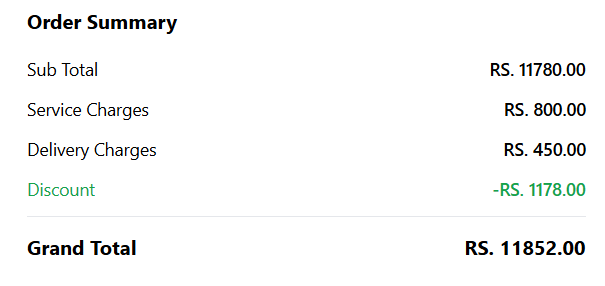 Order Summary
Sub Total RS. 11780.00
Service Charges RS. 800.00
Delivery Charges RS. 450.00
Discount -RS. 1178.00
Grand Total RS. 11852.00